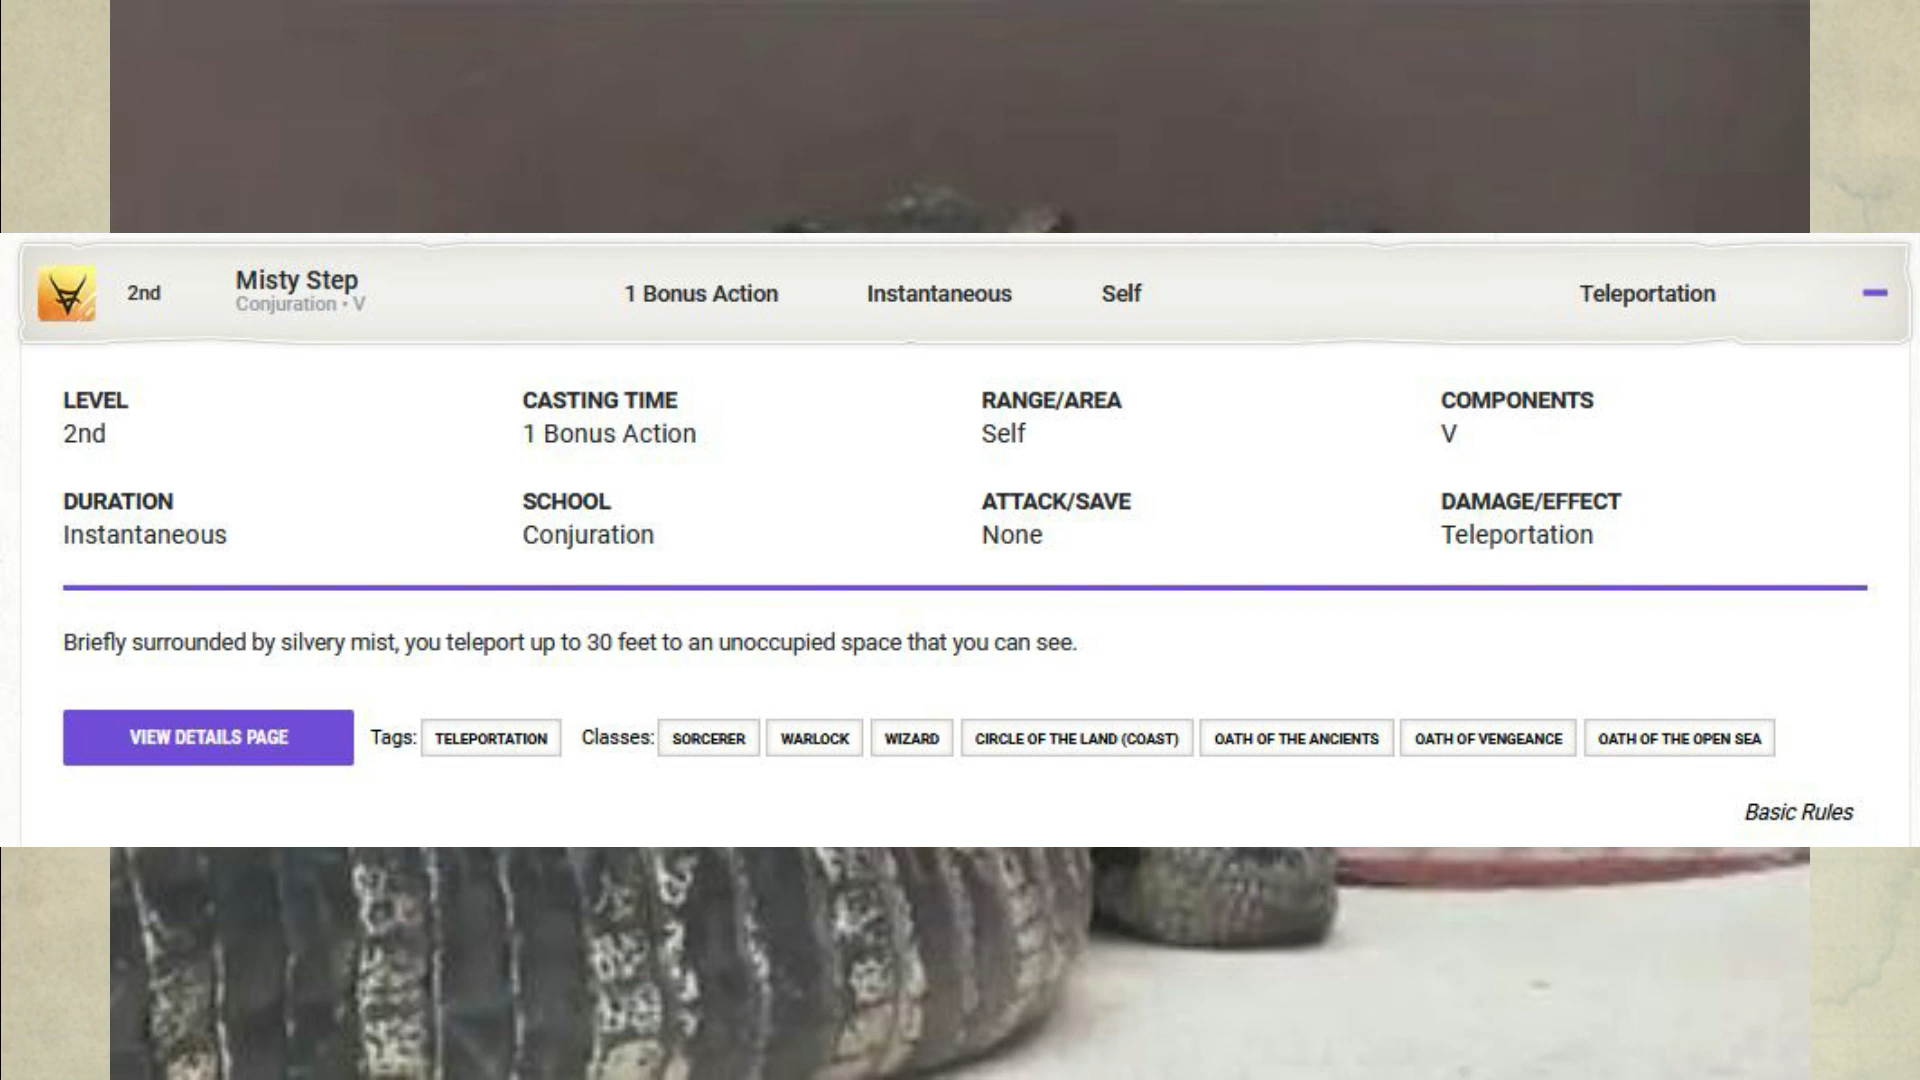 2nd Misty Step 1 Bonus Action Instantaneous Self Teleportation
Conjuration • V
LEVEL CASTING TIME RANGE/AREA COMPONENTS
2nd 1 Bonus Action Self V
DURATION SCHOOL ATTACK/SAVE DAMAGE/EFFECT
Instantaneous Conjuration None Teleportation
Briefly surrounded by silvery mist, you teleport up to 30 feet to an unoccupied space that you can see.
VIEW DETAILS PAGE Tags: TELEPORTATION Classes: SORCERER WARLOCK WIZARD CIRCLE OF THE LAND (COAST) OATH OF THE ANCIENTS OATH OF VENGEANCE OATH OF THE OPEN SEA
Basic Rules